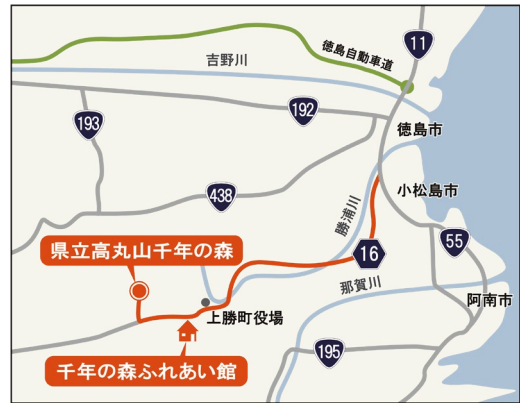 11
徳島自動車道
吉野川
192
193
徳島市
438
小松島市
勝浦川
55
県立高丸山千年の森
16
那賀川
阿南市
上勝町役場
千年の森ふれあい館
195